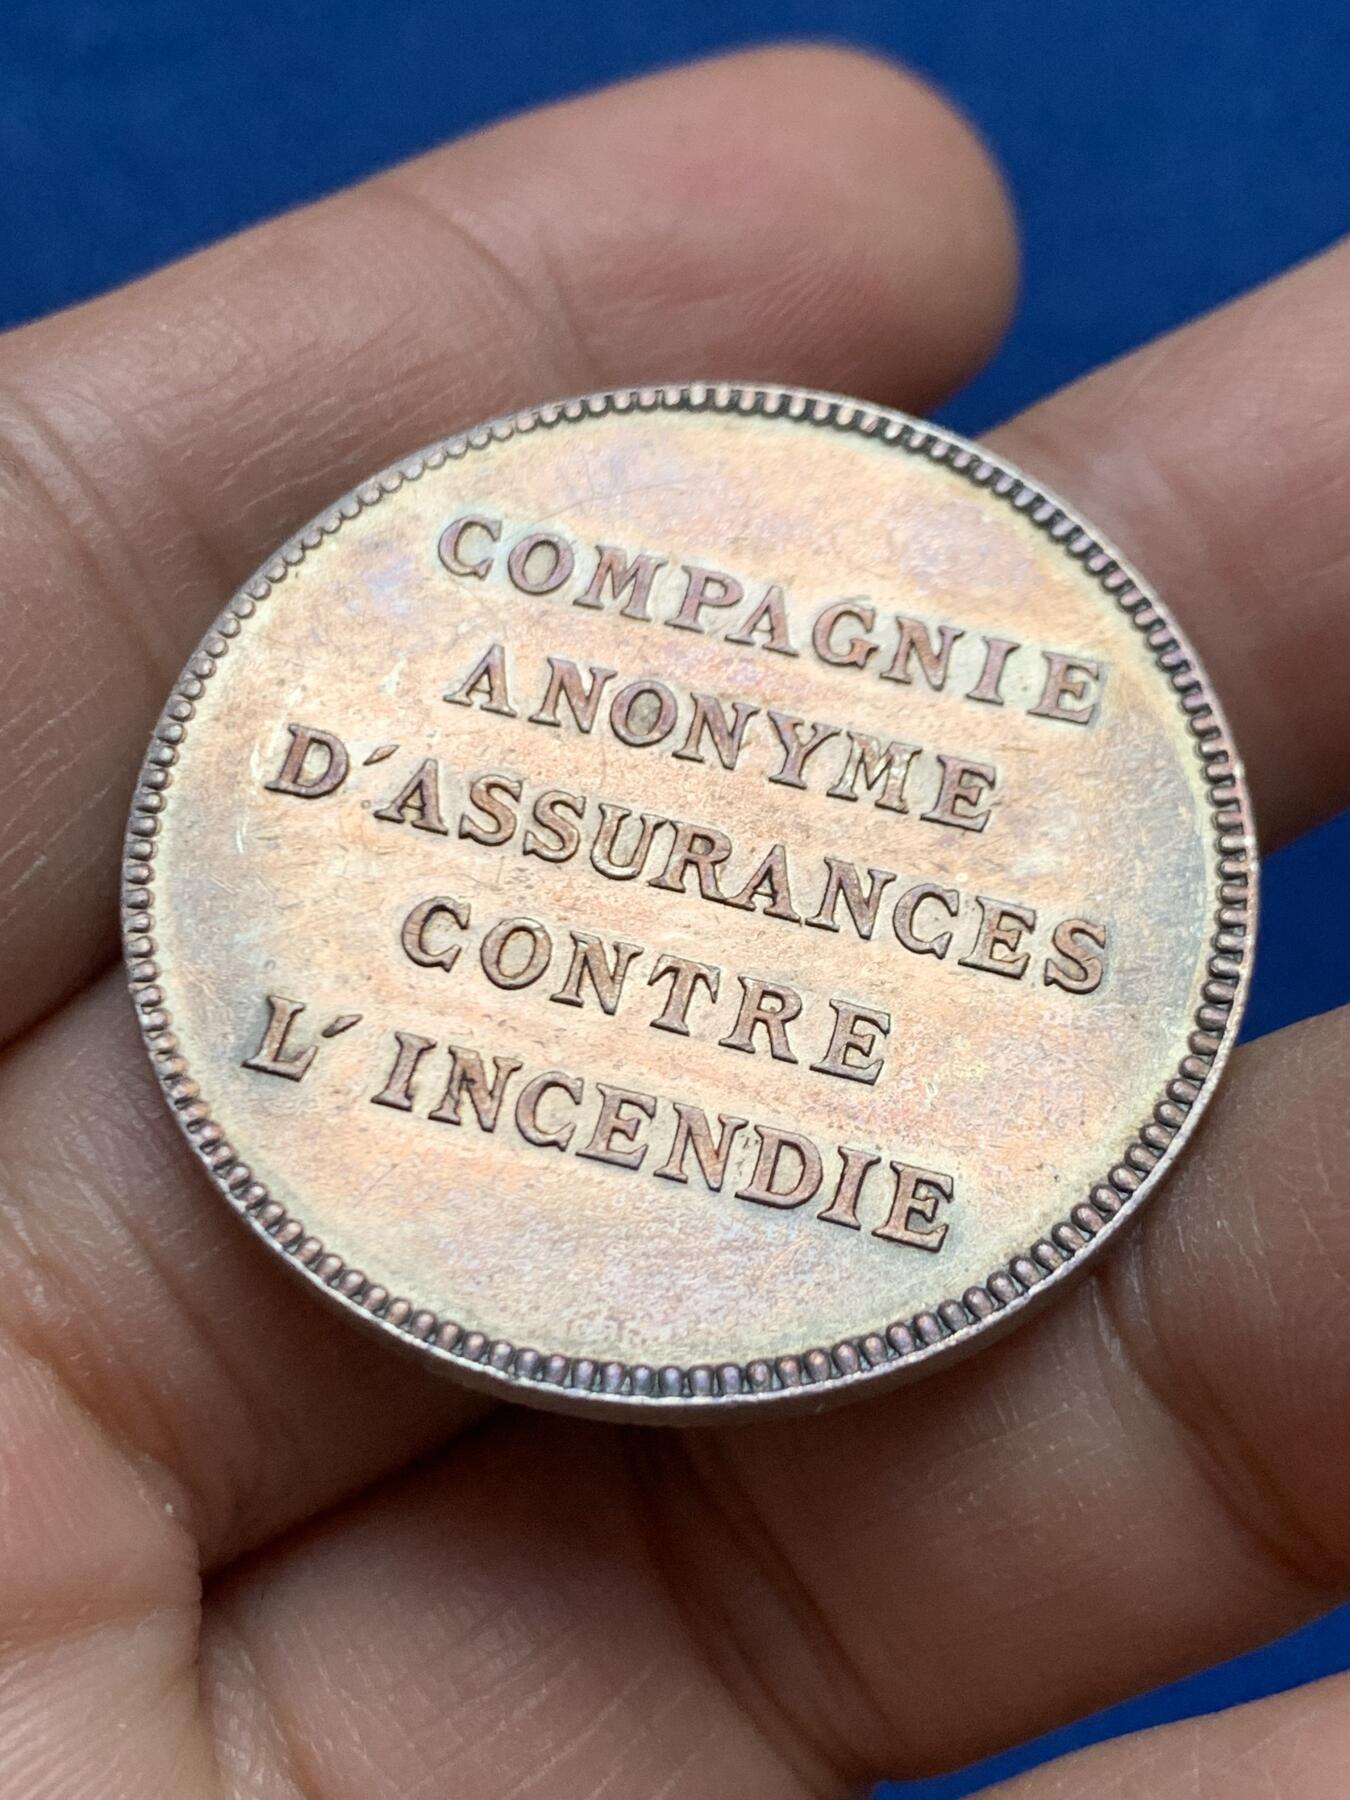 COMPAGNIE
ANONYME
D'ASSURANCES
CONTRE
L'INCENDIE